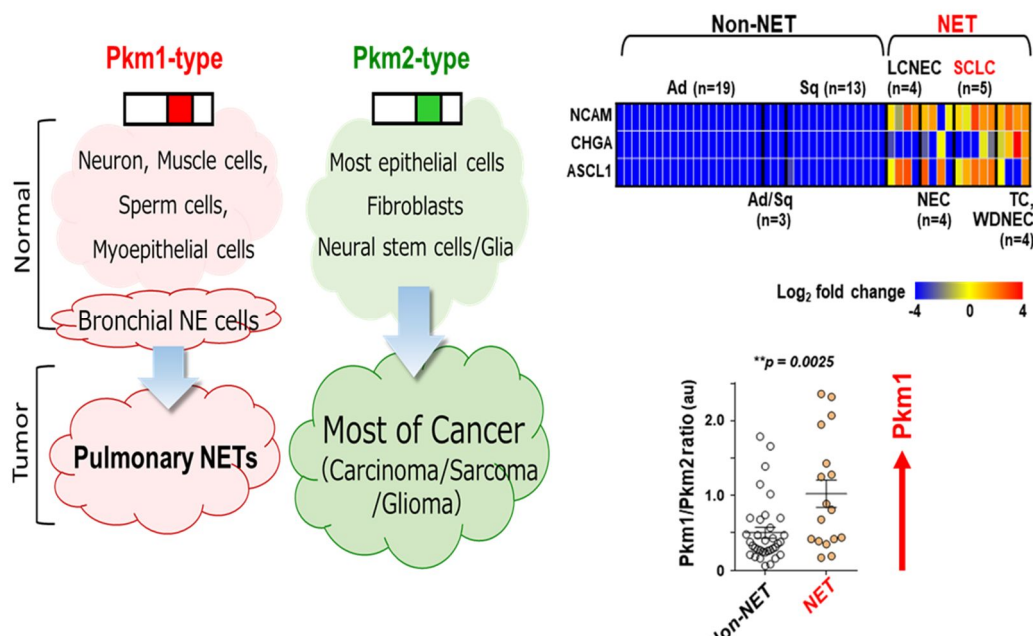 Pkm1-type
Pkm2-type
Normal
Neuron, Muscle cells,
Sperm cells,
Myoepithelial cells
Bronchial NE cells
Most epithelial cells
Fibroblasts
Neural stem cells/Glia
Tumor
Pulmonary NETs
Most of Cancer
(Carcinoma/Sarcoma
/Glioma)
Non-NET
NET
Ad (n=19)
Sq (n=13)
LCNEC
(n=4)
SCLC
(n=5)
NCAM
CHGA
ASCL1
Ad/Sq
(n=3)
NEC
(n=4)
TC,
WDNEC
(n=4)
Log2 fold change
-4
0
4
**p = 0.0025
Pkm1/Pkm2 ratio (au)
2.0
1.0
0
Non-NET
NET
Pkm1